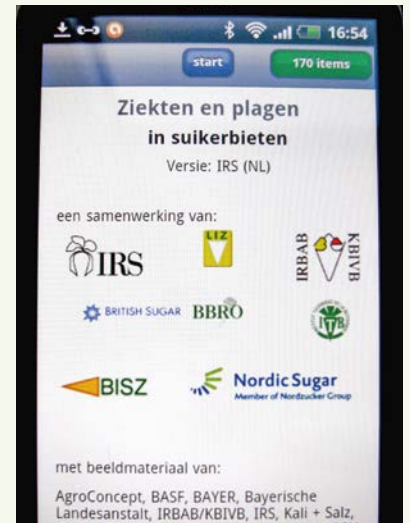 16:54
start
170 items
Ziekten en plagen
in suikerbieten
Versie: IRS (NL)
een samenwerking van:
IRS
LIZ
IRBAB
KBIVB
BRITISH SUGAR
BBRO
ITB
BISZ
Nordic Sugar
Member of Nordzucker Group
met beeldmateriaal van:
AgroConcept, BASF, BAYER, Bayerische
Landesanstalt, IRBAB/KBIVB, IRS, Kali + Salz,